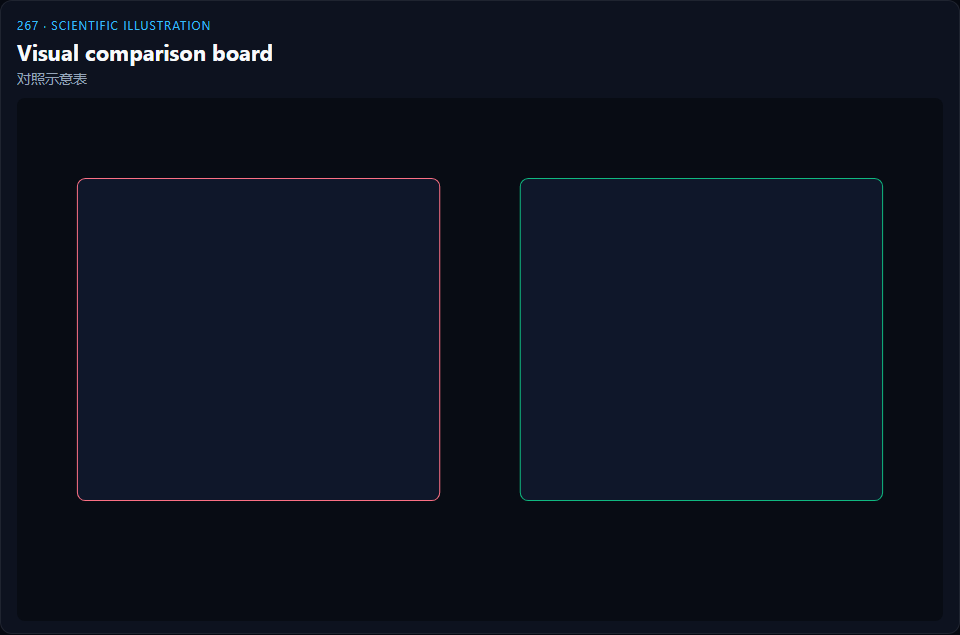 267 · SCIENTIFIC ILLUSTRATION
Visual comparison board
对照示意表